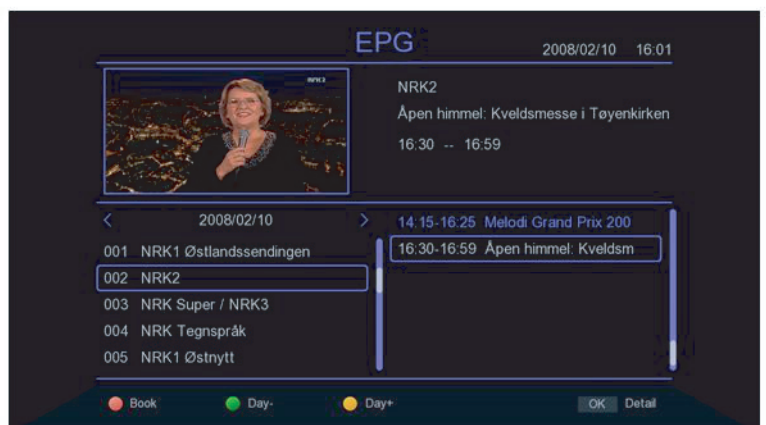 EPG
2008/02/10 16:01
NRK2
NRK2
Åpen himmel: Kveldsmesse i Tøyenkirken
16:30 -- 16:59
< 2008/02/10 >
001 NRK1 Østlandssendingen
002 NRK2
003 NRK Super / NRK3
004 NRK Tegnspråk
005 NRK1 Østnytt
14:15-16:25 Melodi Grand Prix 200
16:30-16:59 Åpen himmel: Kveldsm
Book Day- Day+ OK Detail